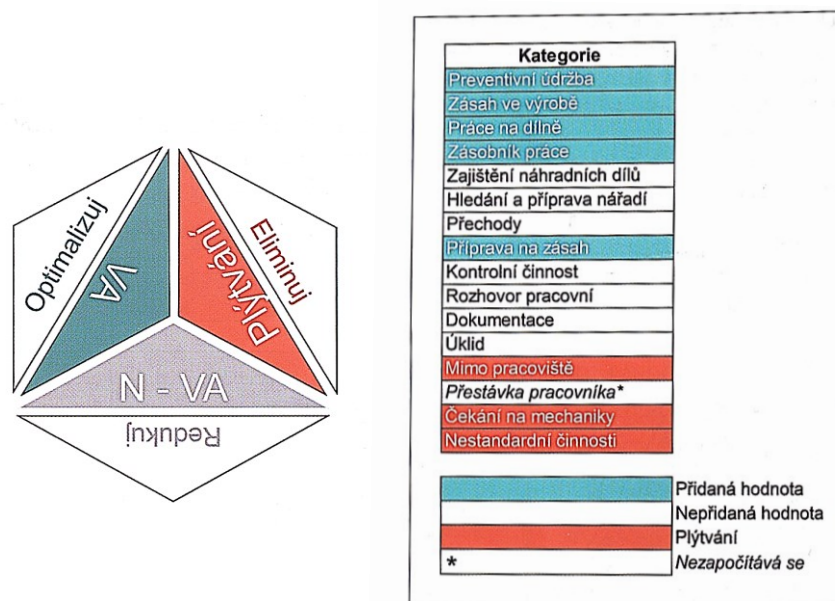 Optimalizuj
VA
Plýtvání
Eliminuj
N - VA
Redukuj
Kategorie
Preventivní údržba
Zásah ve výrobě
Práce na dílně
Zásobník práce
Zajištění náhradních dílů
Hledání a příprava nářadí
Přechody
Příprava na zásah
Kontrolní činnost
Rozhovor pracovní
Dokumentace
Úklid
Mimo pracoviště
Přestávka pracovníka*
Čekání na mechaniky
Nestandardní činnosti
Přidaná hodnota
Nepřidaná hodnota
Plýtvání
* Nezapočítává se